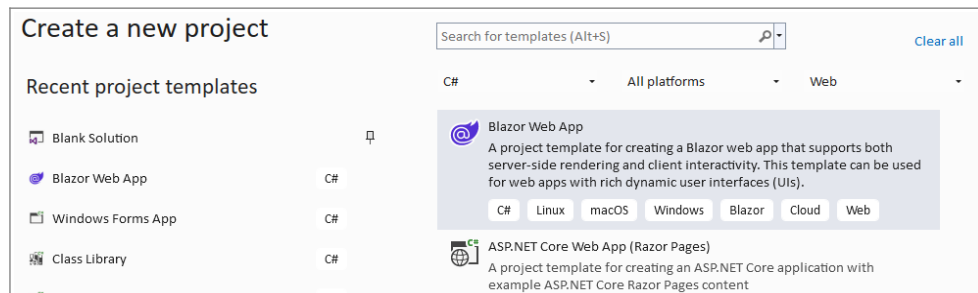 Create a new project
Search for templates (Alt+S)
Clear all
Recent project templates
C#
All platforms
Web
Blank Solution
Blazor Web App
C#
Windows Forms App
C#
Class Library
C#
Blazor Web App
A project template for creating a Blazor web app that supports both
server-side rendering and client interactivity. This template can be used
for web apps with rich dynamic user interfaces (UIs).
C# Linux macOS Windows Blazor Cloud Web
ASP.NET Core Web App (Razor Pages)
A project template for creating an ASP.NET Core application with
example ASP.NET Core Razor Pages content